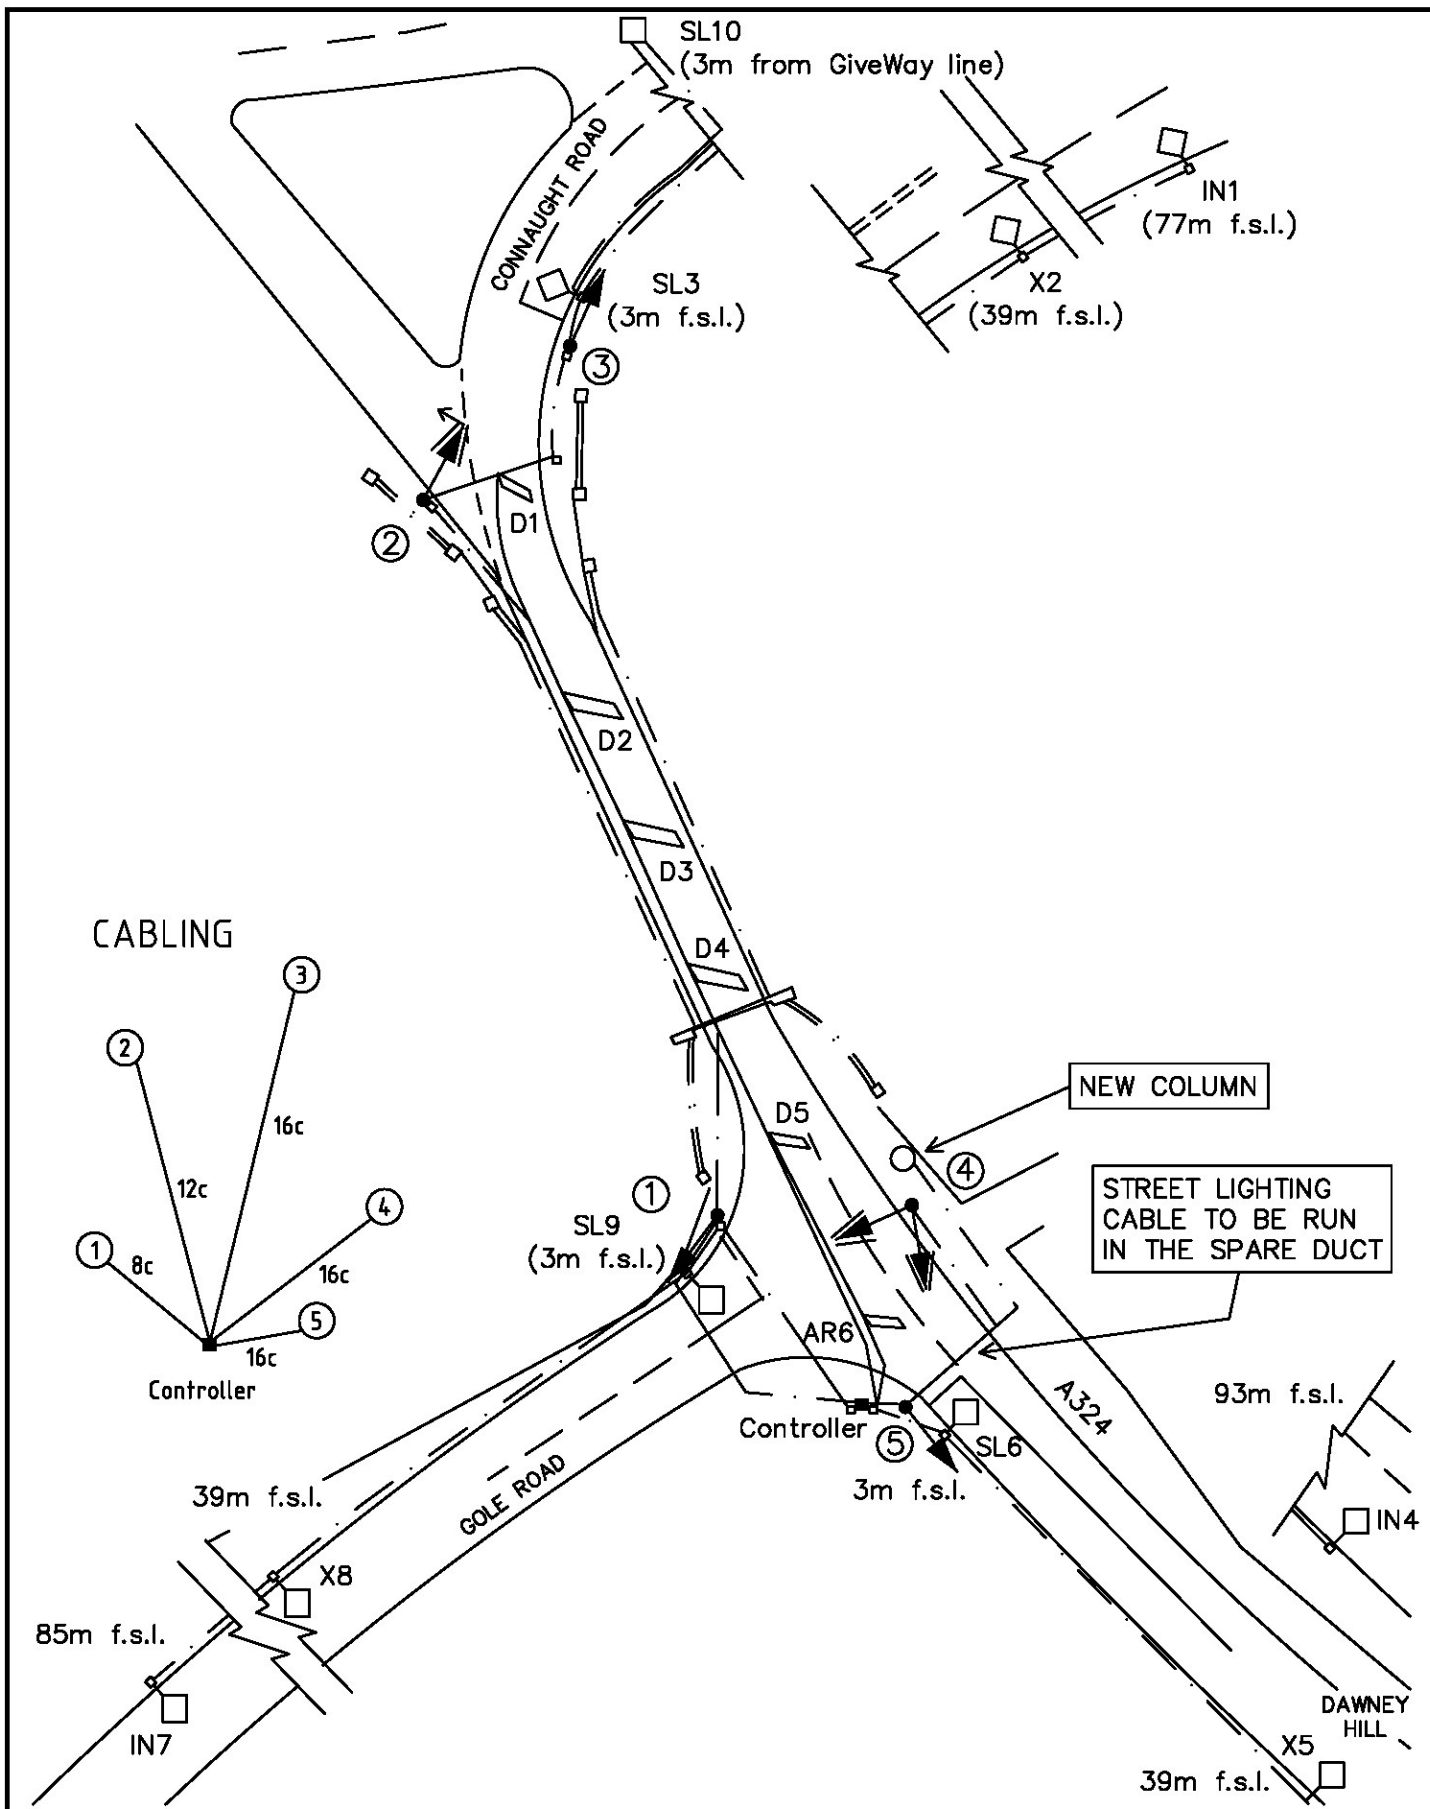 SL10
(3m from GiveWay line)
CONNAUGHT ROAD
IN1
(77m f.s.l.)
X2
(39m f.s.l.)
SL3
(3m f.s.l.)
3
D1
2
D2
D3
CABLING
D4
3
2
NEW COLUMN
D5
16c
4
STREET LIGHTING
CABLE TO BE RUN
IN THE SPARE DUCT
12c
1
4
SL9
(3m f.s.l.)
1
8c
16c
5
16c
AR6
Controller
A324
93m f.s.l.
Controller
5
SL6
3m f.s.l.
39m f.s.l.
GOLE ROAD
IN4
X8
85m f.s.l.
IN7
DAWNEY
HILL
X5
39m f.s.l.